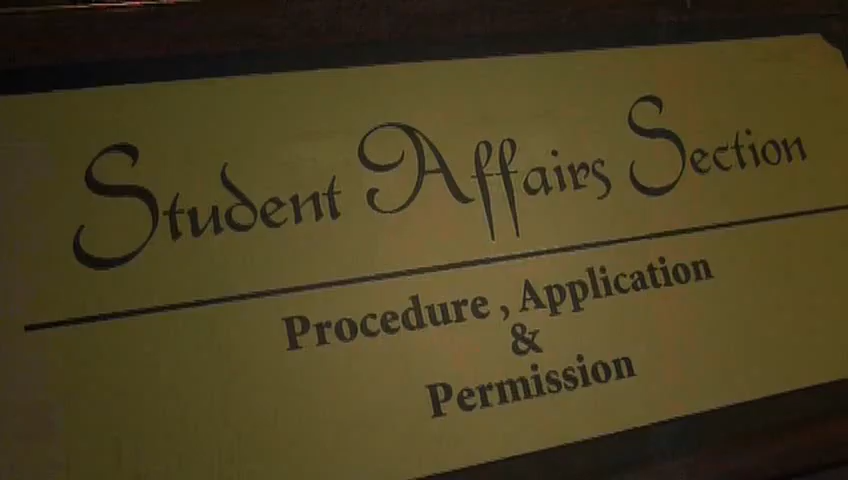 Student Affairs Section
Procedure , Application
&
Permission